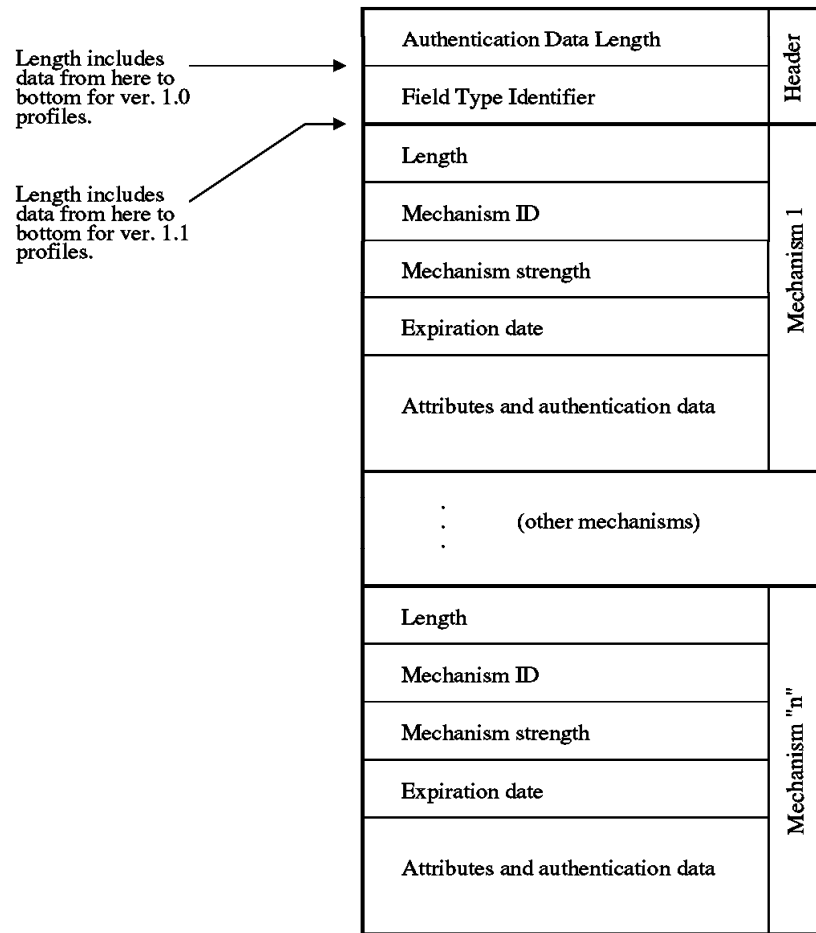 Length includes
data from here to
bottom for ver. 1.0
profiles.
Length includes
data from here to
bottom for ver. 1.1
profiles.
Authentication Data Length
Field Type Identifier
Header
Length
Mechanism ID
Mechanism strength
Expiration date
Attributes and authentication data
Mechanism 1
. . . (other mechanisms)
Length
Mechanism ID
Mechanism strength
Expiration date
Attributes and authentication data
Mechanism "n"